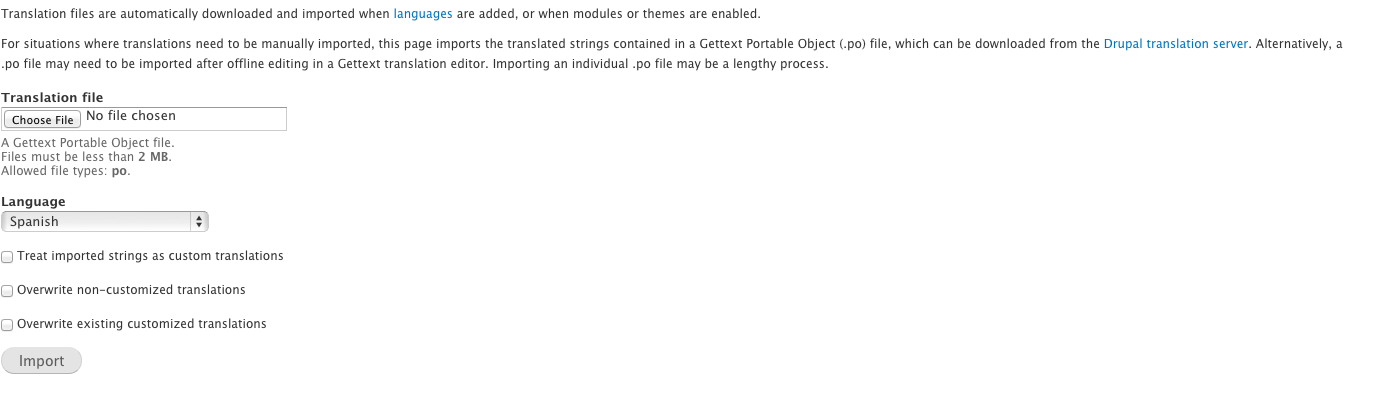 Translation files are automatically downloaded and imported when languages are added, or when modules or themes are enabled.
For situations where translations need to be manually imported, this page imports the translated strings contained in a Gettext Portable Object (.po) file, which can be downloaded from the Drupal translation server. Alternatively, a
.po file may need to be imported after offline editing in a Gettext translation editor. Importing an individual .po file may be a lengthy process.
Translation file
Choose File No file chosen
A Gettext Portable Object file.
Files must be less than 2 MB.
Allowed file types: po.
Language
Spanish
Treat imported strings as custom translations
Overwrite non-customized translations
Overwrite existing customized translations
Import